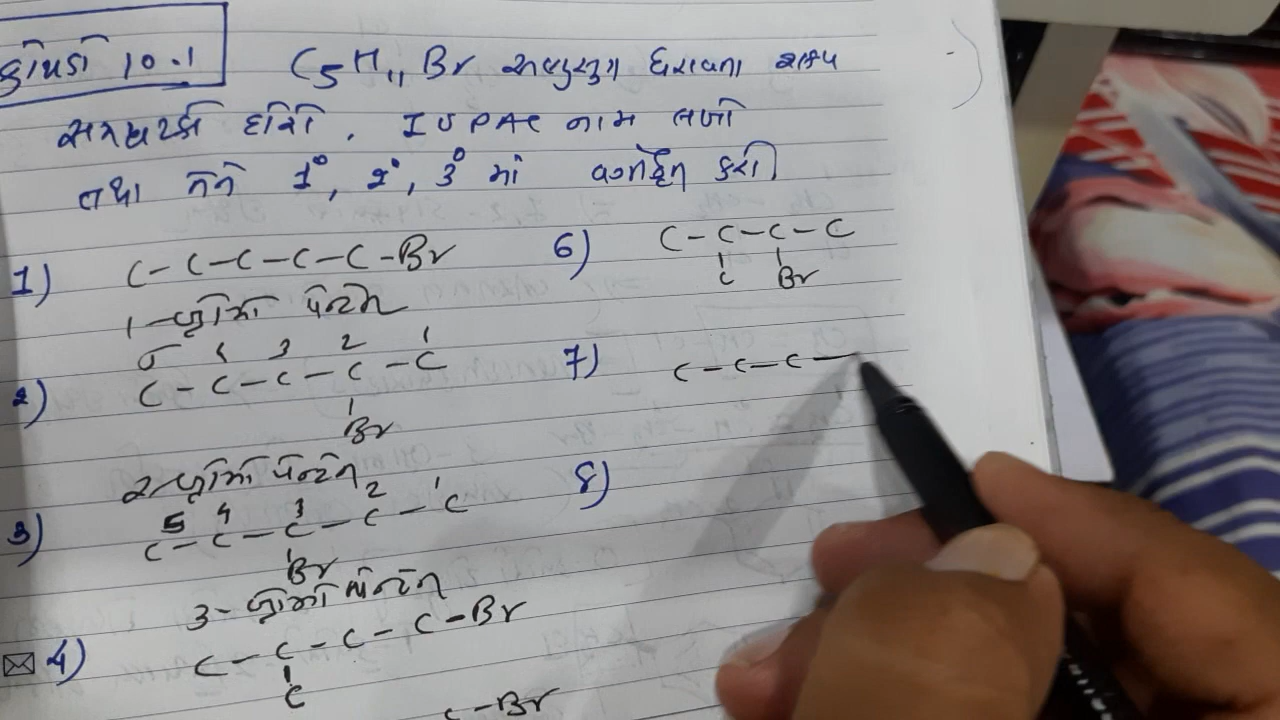 કોયડો 10.1
C5H11Br અણુસૂત્ર ધરાવતા શક્ય
સમઘટકો દોરો. IUPAC નામ લખો
તથા તેને 1°, 2°, 3° માં વર્ગીકૃત કરો
1) C-C-C-C-C-Br
1-બ્રોમો પેન્ટેન
5 4 3 2 1
2) C-C-C-C-C
Br
2-બ્રોમો પેન્ટેન
5 4 3 2 1
3) C-C-C-C-C
Br
3-બ્રોમો પેન્ટેન
4) C-C-C-C-Br
C
C-Br
6) C-C-C-C
C Br
7) C-C-C-
8)